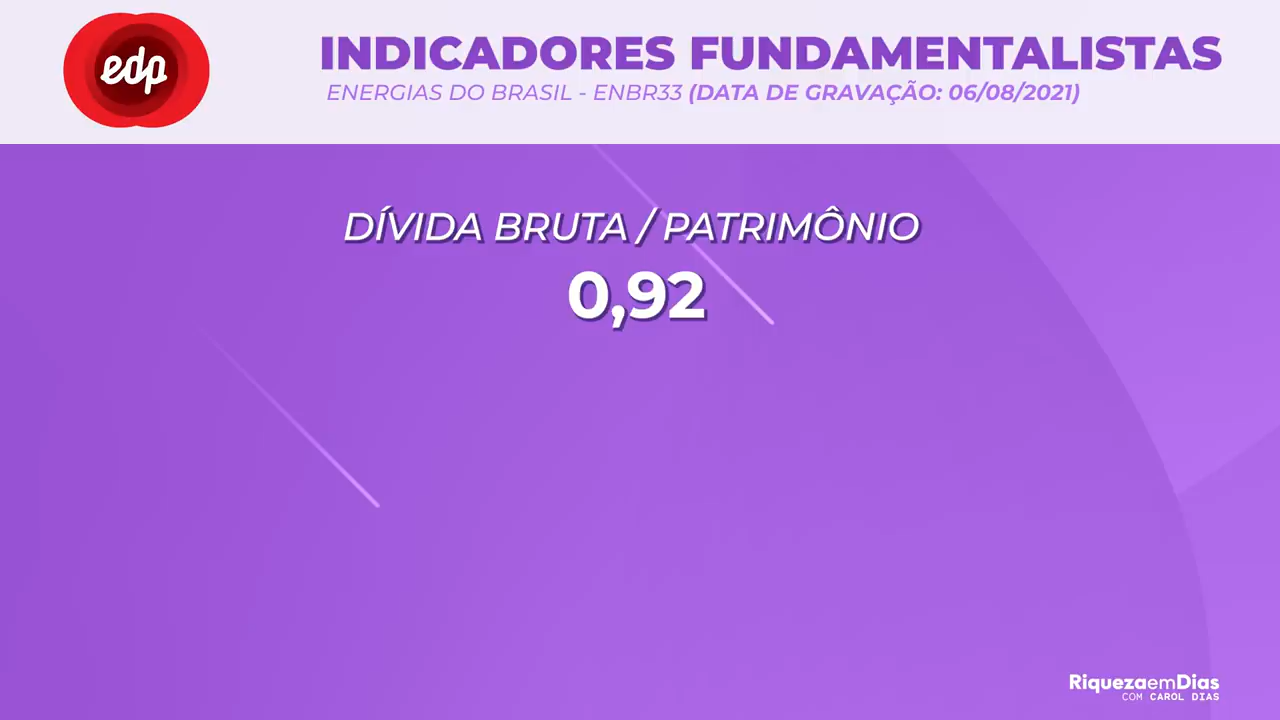 edp
INDICADORES FUNDAMENTALISTAS
ENERGIAS DO BRASIL - ENBR33 (DATA DE GRAVAÇÃO: 06/08/2021)
DÍVIDA BRUTA / PATRIMÔNIO
0,92
RiquezaemDias
COM CAROL DIAS